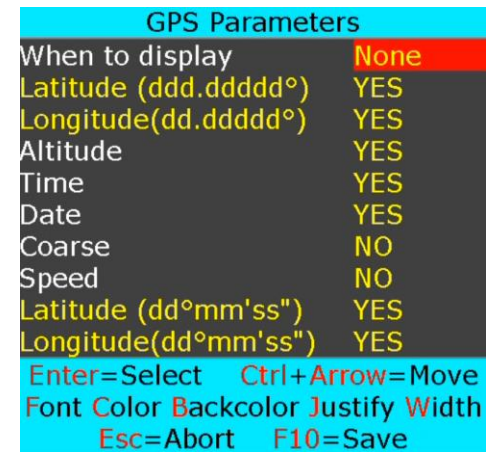 GPS Parameters
When to display None
Latitude (ddd.ddddd°) YES
Longitude(dd.ddddd°) YES
Altitude YES
Time YES
Date YES
Coarse NO
Speed NO
Latitude (dd°mm'ss") YES
Longitude(dd°mm'ss") YES
Enter=Select Ctrl+Arrow=Move
Font Color Backcolor Justify Width
Esc=Abort F10=Save